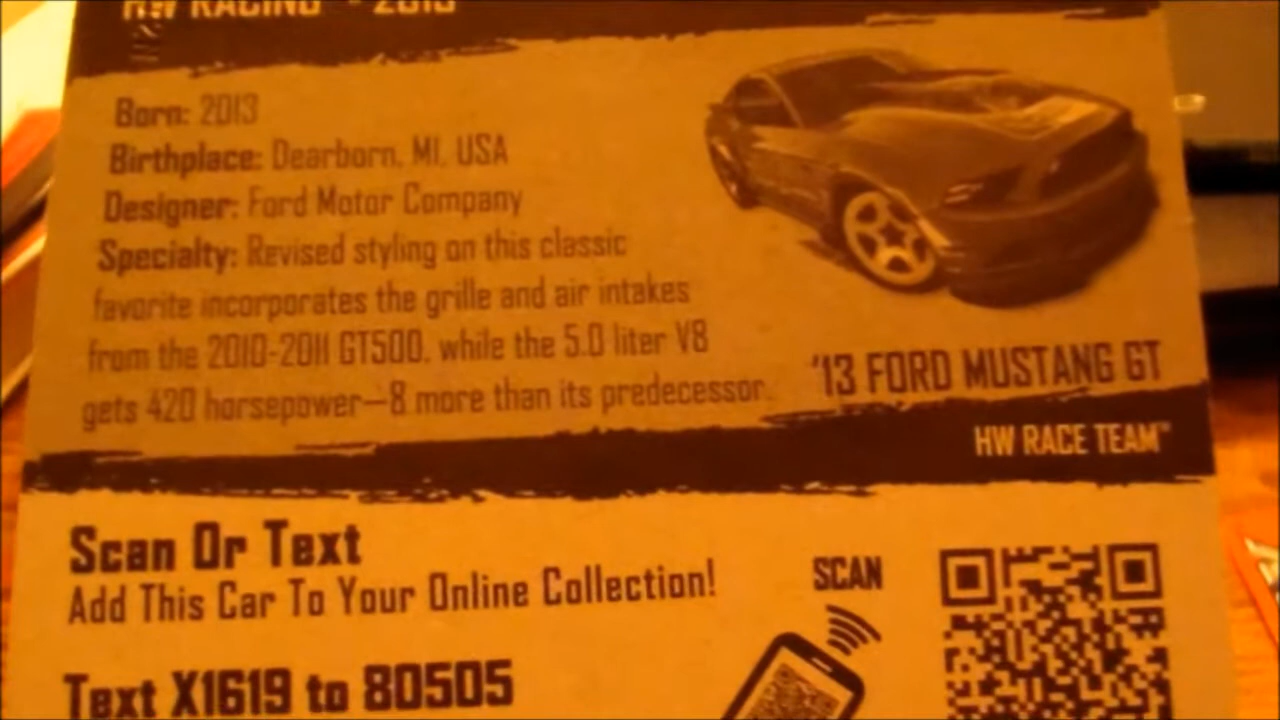 HW RACING™ - 2013
Born: 2013
Birthplace: Dearborn, MI, USA
Designer: Ford Motor Company
Specialty: Revised styling on this classic
favorite incorporates the grille and air intakes
from the 2010-2011 GT500, while the 5.0 liter V8
gets 420 horsepower—8 more than its predecessor.
'13 FORD MUSTANG GT
HW RACE TEAM™
Scan Or Text
Add This Car To Your Online Collection!
SCAN
Text X1619 to 80505